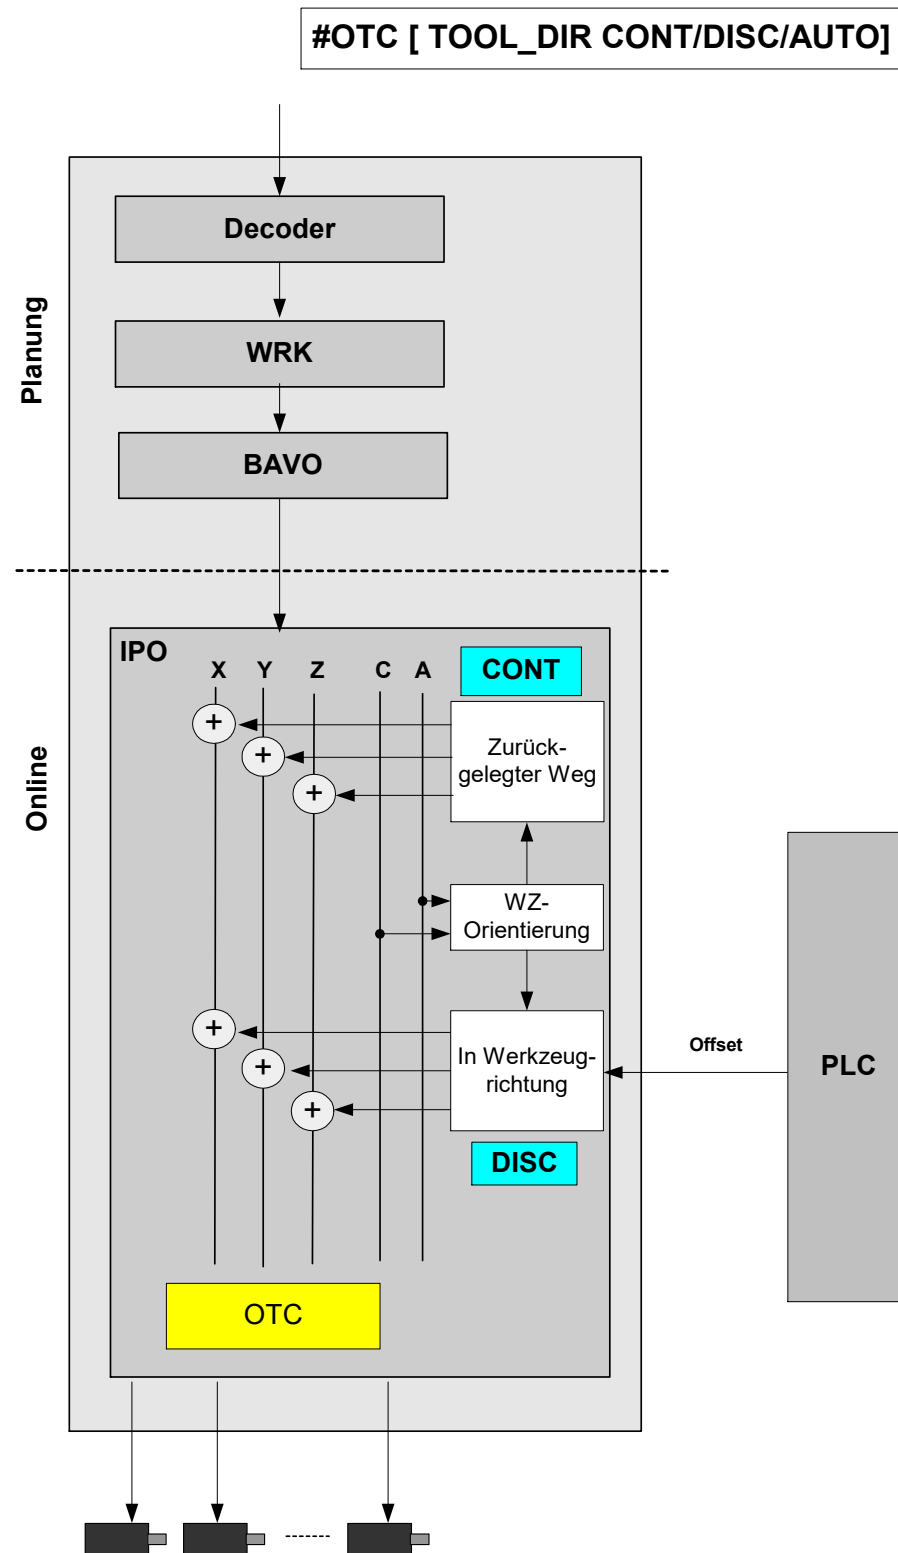 #OTC [ TOOL_DIR CONT/DISC/AUTO]
Planung
Decoder
WRK
BAVO
Online
IPO
X Y Z C A
CONT
+
+
+
Zurück-
gelegter Weg
WZ-
Orientierung
+
+
+
In Werkzeug-
richtung
Offset
PLC
DISC
OTC